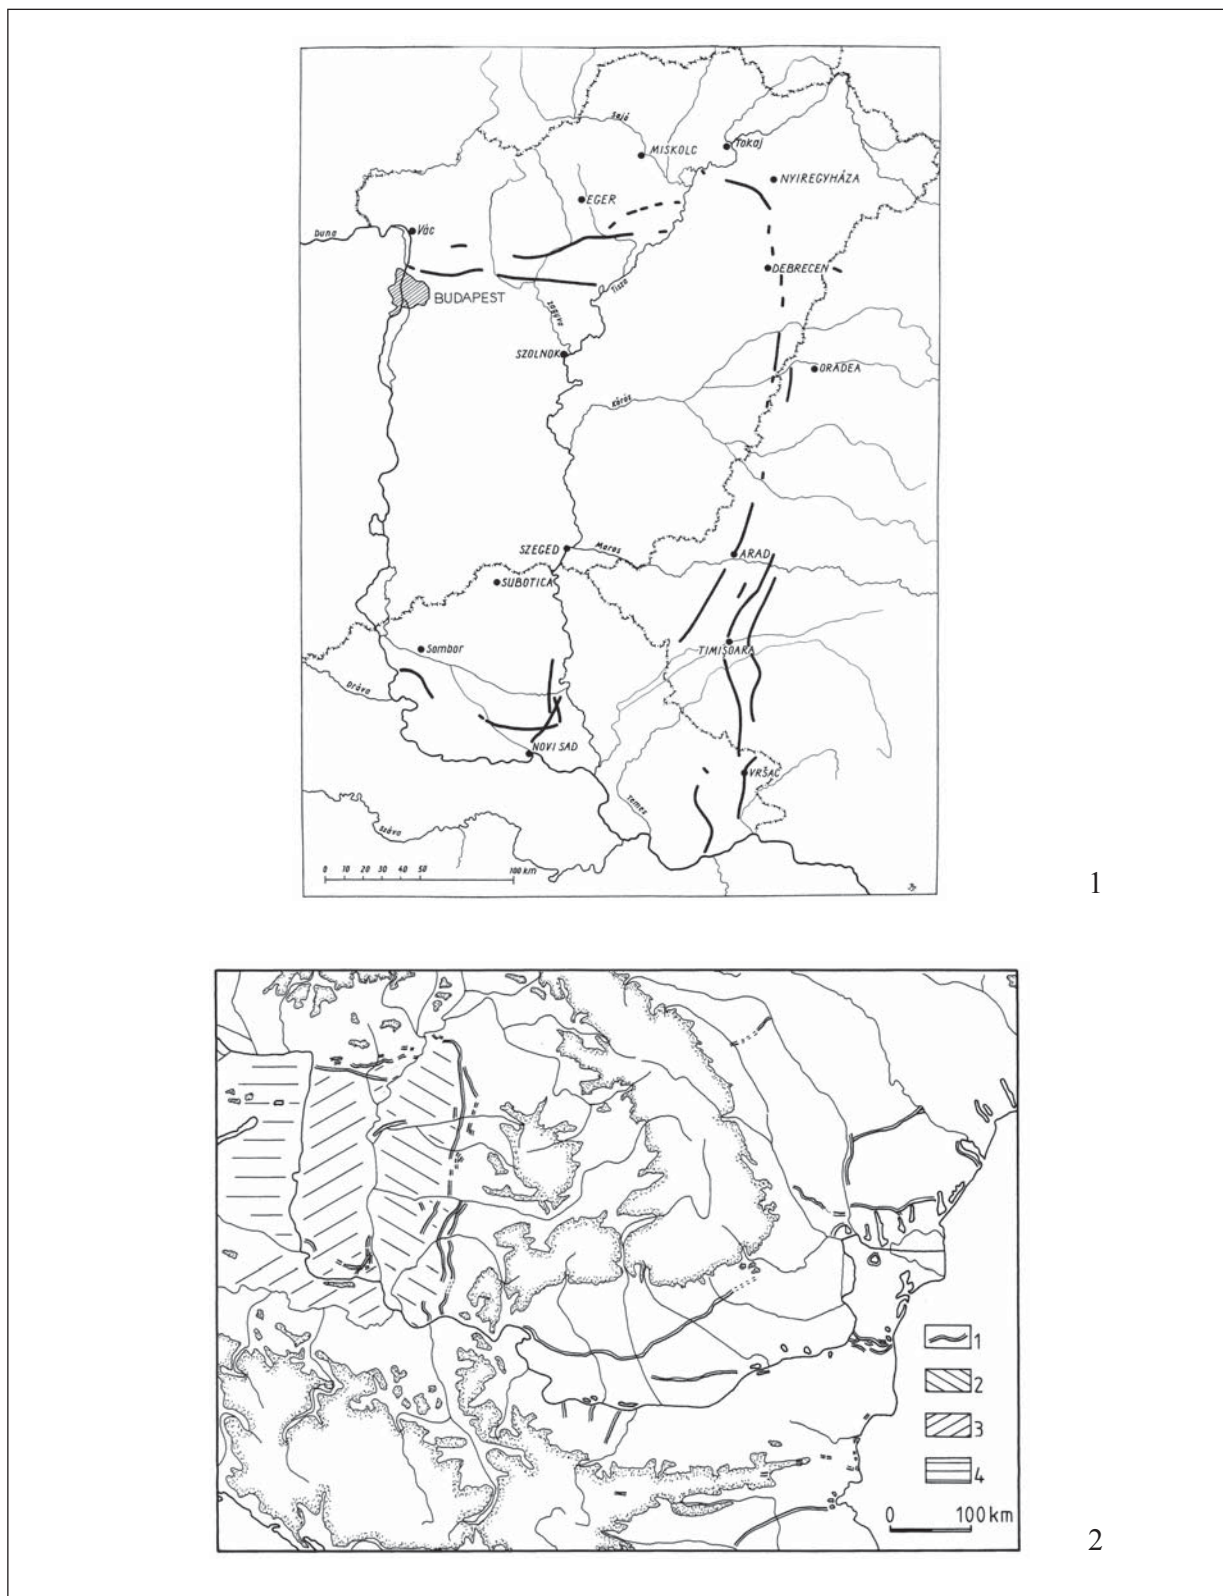 Sajó
MISKOLC
Tokaj
NYIREGYHÁZA
EGER
Duna
Vác
DEBRECEN
BUDAPEST
Tisza
Zagyva
SZOLNOK
ORADEA
Körös
SZEGED
Maros
ARAD
SUBOTICA
TIMISOARA
Sombor
Dráva
NOVI SAD
VRŠAC
Temes
Száva
0 10 20 30 40 50 100 km
1
1
2
3
4
0 100 km
2